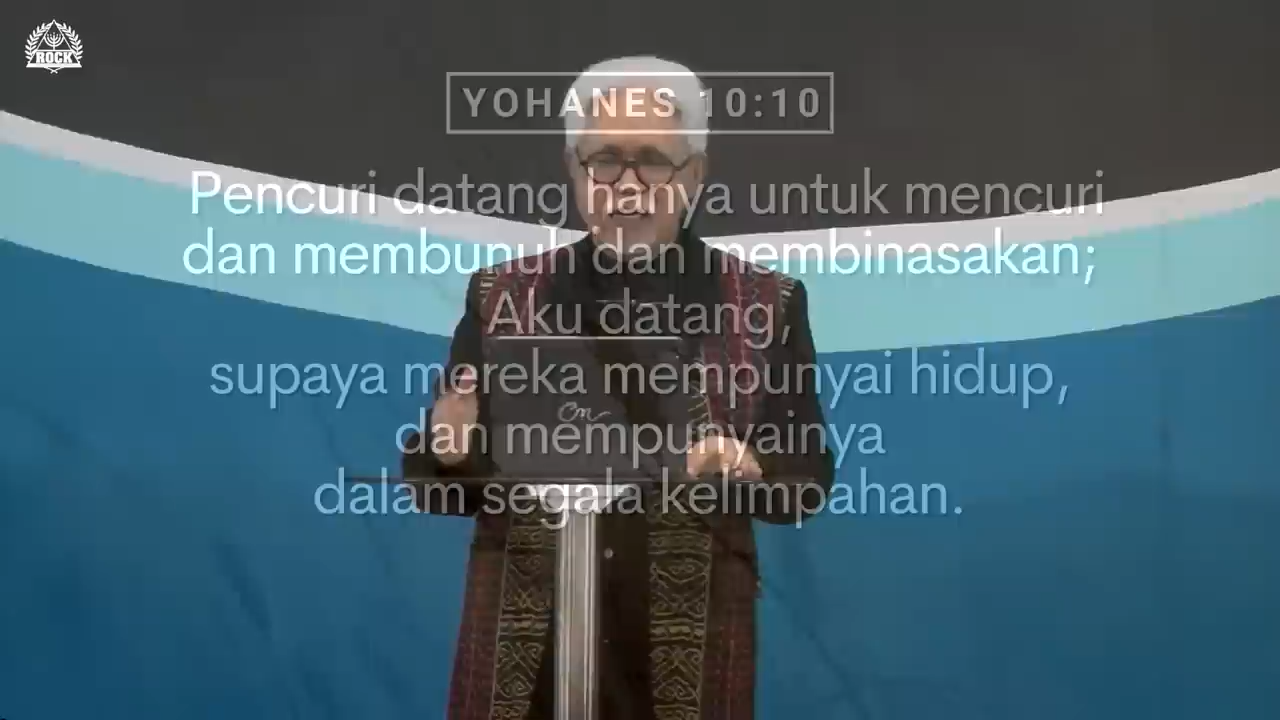 ROCK
YOHANES 10:10
Pencuri datang hanya untuk mencuri
dan membunuh dan membinasakan;
Aku datang,
supaya mereka mempunyai hidup,
dan mempunyainya
dalam segala kelimpahan.
On